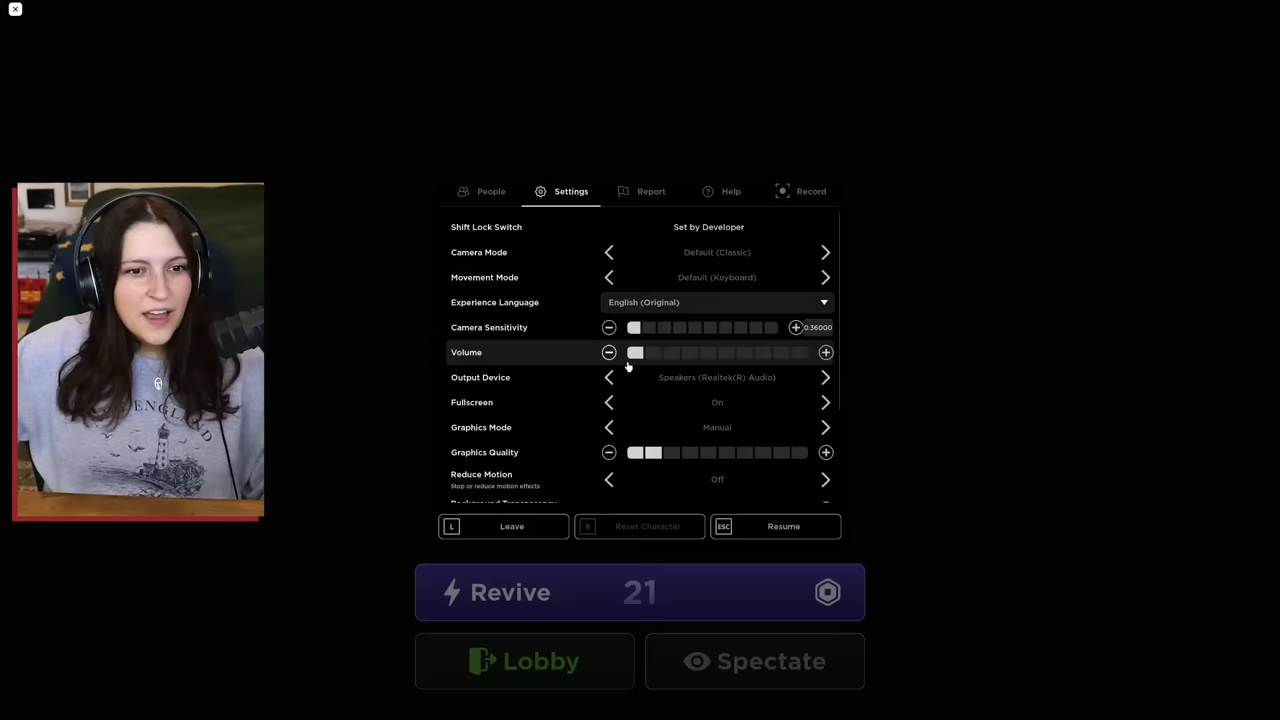 People Settings Report Help Record
Shift Lock Switch Set by Developer
Camera Mode Default (Classic)
Movement Mode Default (Keyboard)
Experience Language English (Original)
Camera Sensitivity 0.36000
Volume
Output Device Speakers (Realtek(R) Audio)
Fullscreen On
Graphics Mode Manual
Graphics Quality
Reduce Motion Off
Stop or reduce motion effects
L Leave R Reset Character ESC Resume
Revive 21
Lobby Spectate
ENGLAND